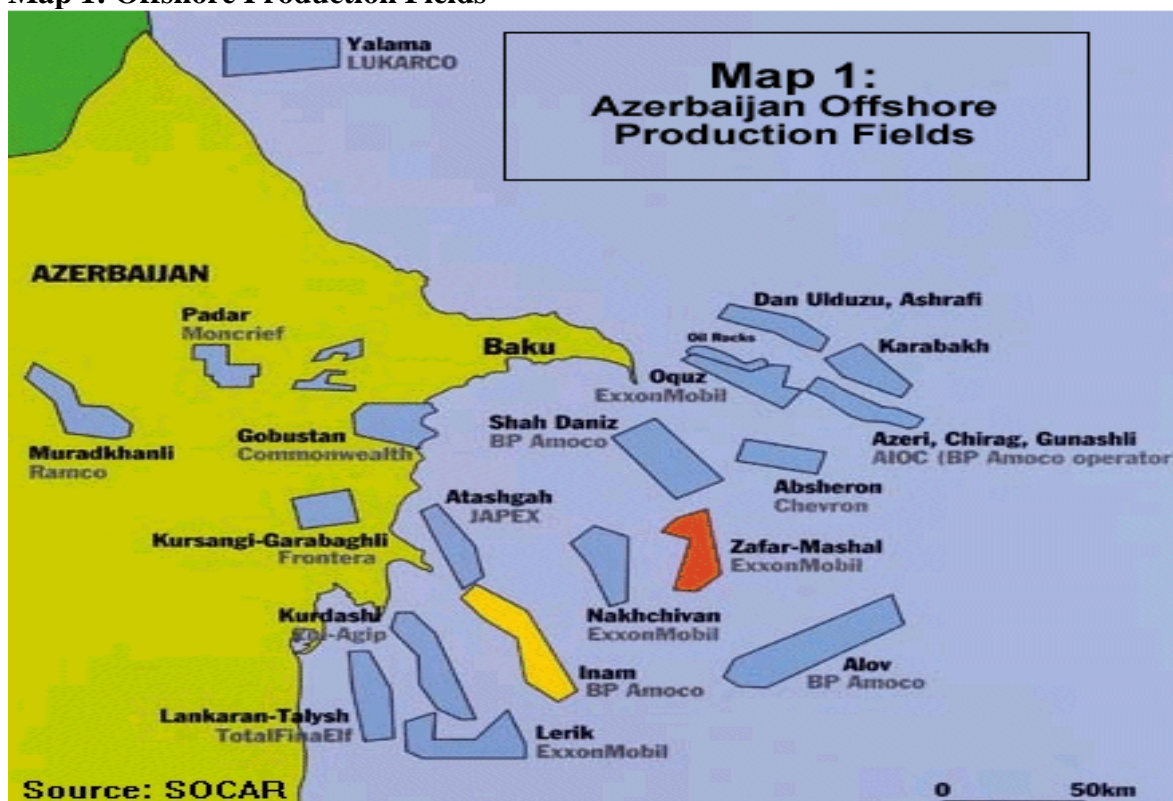 Map 1: Offshore Production Fields
Yalama
LUKARCO
Map 1:
Azerbaijan Offshore
Production Fields
AZERBAIJAN
Padar
Moncrief
Baku
Dan Ulduzu, Ashrafi
Oil Rocks
Karabakh
Oquz
ExxonMobil
Muradkhanli
Ramco
Gobustan
Commonwealth
Shah Daniz
BP Amoco
Azeri, Chirag, Gunashli
AIOC (BP Amoco operator
Absheron
Chevron
Atashgah
JAPEX
Kursangi-Garabaghli
Frontera
Zafar-Mashal
ExxonMobil
Kurdashi
Eni-Agip
Nakhchivan
ExxonMobil
Inam
BP Amoco
Alov
BP Amoco
Lankaran-Talysh
TotalFinaElf
Lerik
ExxonMobil
Source: SOCAR
0 50km